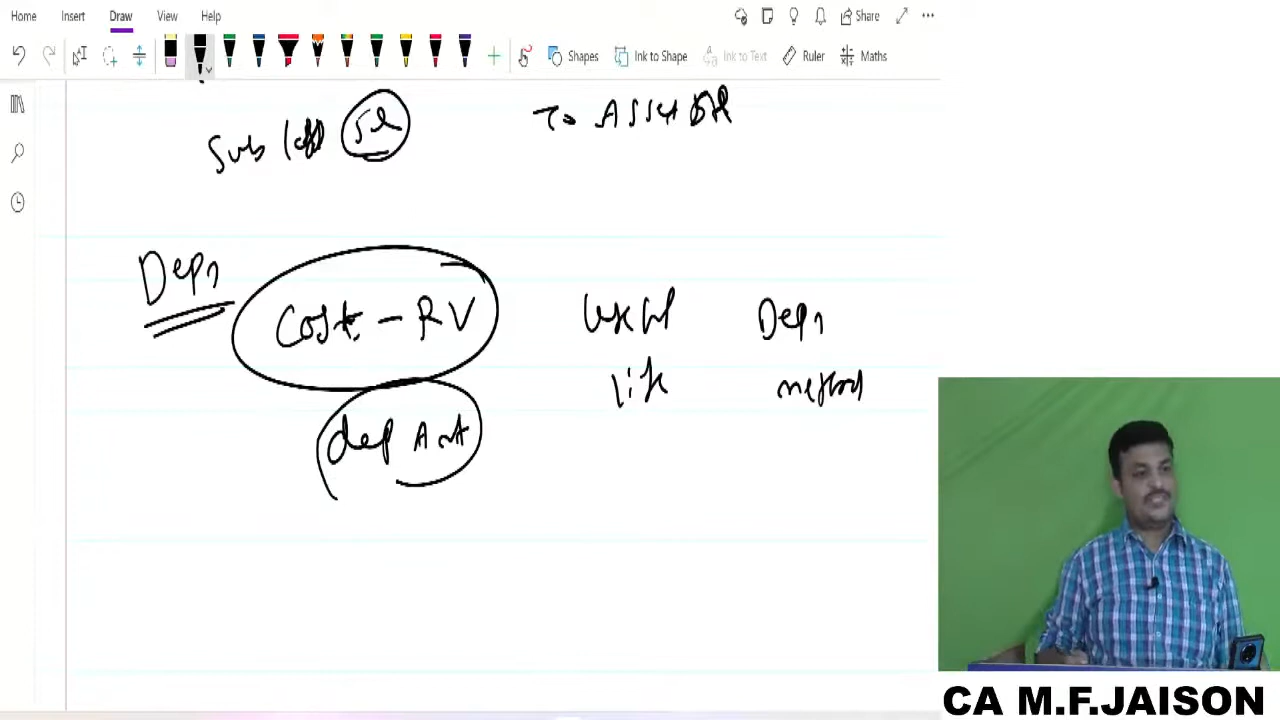 Home Insert Draw View Help Share
Ink to Shape Shapes Ink to Text Ruler Maths
To Asset
Sub
Depn
Cost - RV Useful Depn
life method
dep Amt
CA M.F.JAISON